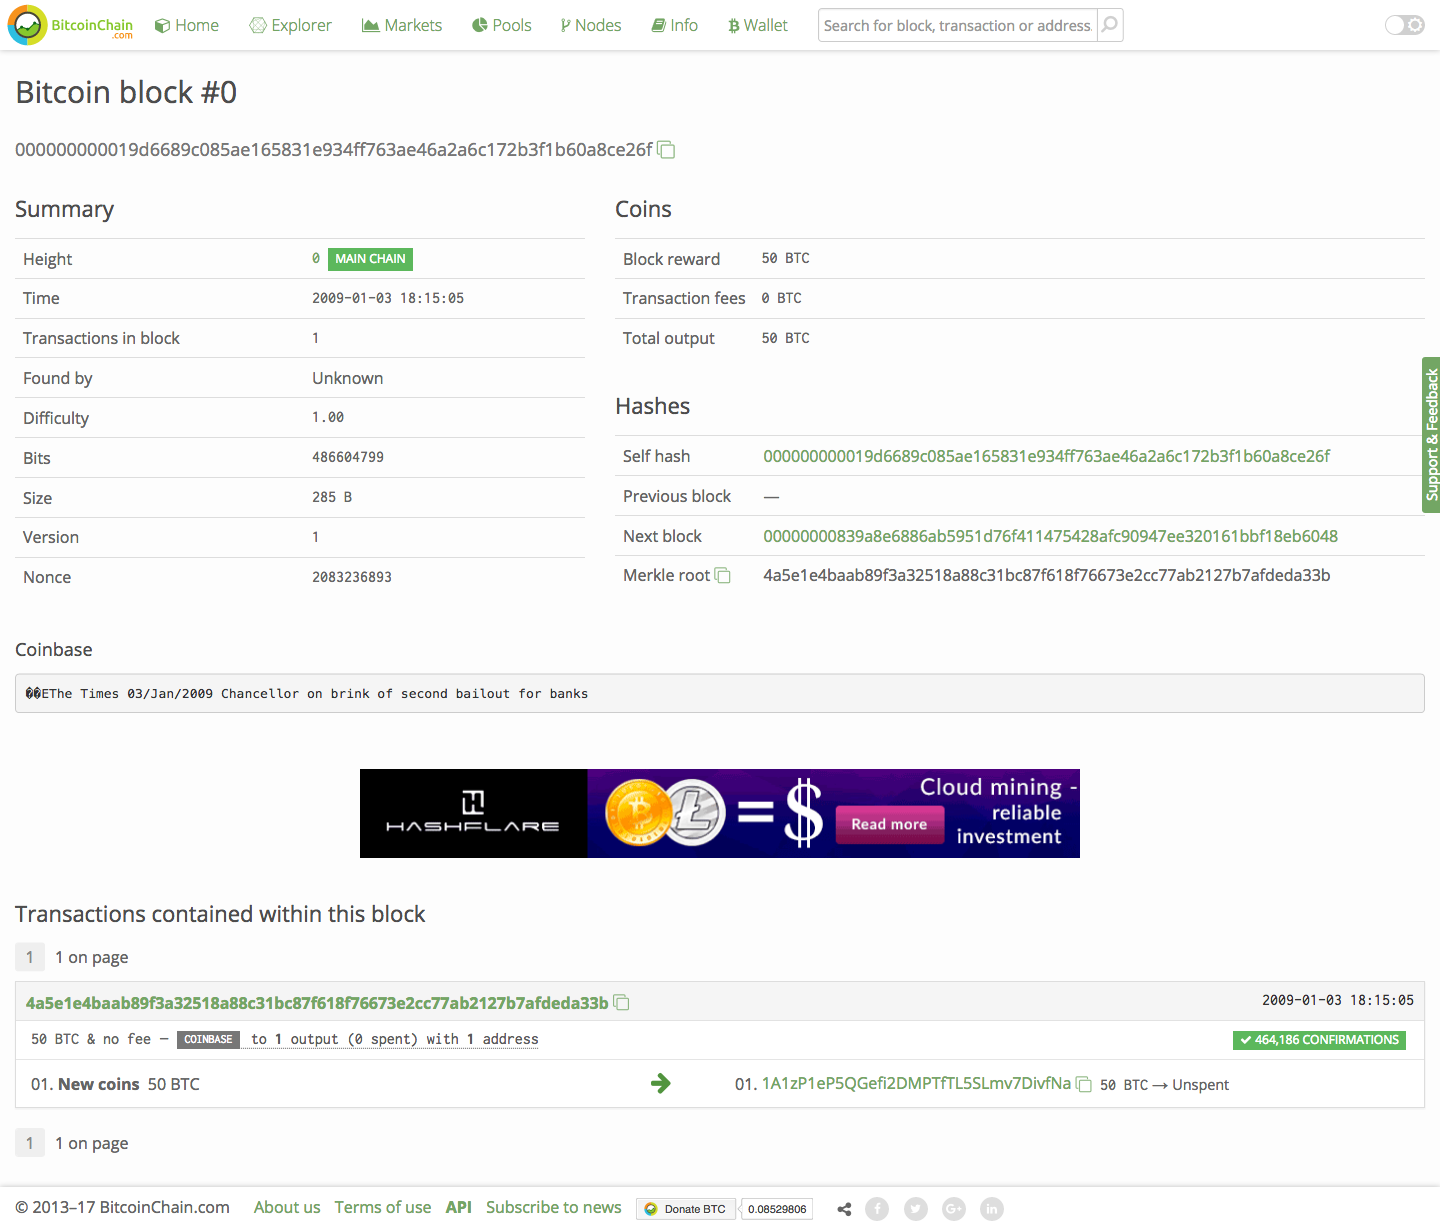 BitcoinChain.com Home Explorer Markets Pools Nodes Info Wallet Search for block, transaction or address.
Bitcoin block #0
000000000019d6689c085ae165831e934ff763ae46a2a6c172b3f1b60a8ce26f
Summary
Height 0 MAIN CHAIN
Time 2009-01-03 18:15:05
Transactions in block 1
Found by Unknown
Difficulty 1.00
Bits 486604799
Size 285 B
Version 1
Nonce 2083236893
Coins
Block reward 50 BTC
Transaction fees 0 BTC
Total output 50 BTC
Hashes
Self hash 000000000019d6689c085ae165831e934ff763ae46a2a6c172b3f1b60a8ce26f
Previous block —
Next block 00000000839a8e6886ab5951d76f411475428afc90947ee320161bbf18eb6048
Merkle root 4a5e1e4baab89f3a32518a88c31bc87f618f76673e2cc77ab2127b7afdeda33b
Support & Feedback
Coinbase
��EThe Times 03/Jan/2009 Chancellor on brink of second bailout for banks
HASHFLARE
= $
Read more
Cloud mining -
reliable
investment
Transactions contained within this block
1 1 on page
4a5e1e4baab89f3a32518a88c31bc87f618f76673e2cc77ab2127b7afdeda33b 2009-01-03 18:15:05
50 BTC & no fee — COINBASE to 1 output (0 spent) with 1 address 464,186 CONFIRMATIONS
01. New coins 50 BTC 01. 1A1zP1eP5QGefi2DMPTfTL5SLmv7DivfNa 50 BTC → Unspent
1 1 on page
© 2013–17 BitcoinChain.com About us Terms of use API Subscribe to news Donate BTC 0.08529806